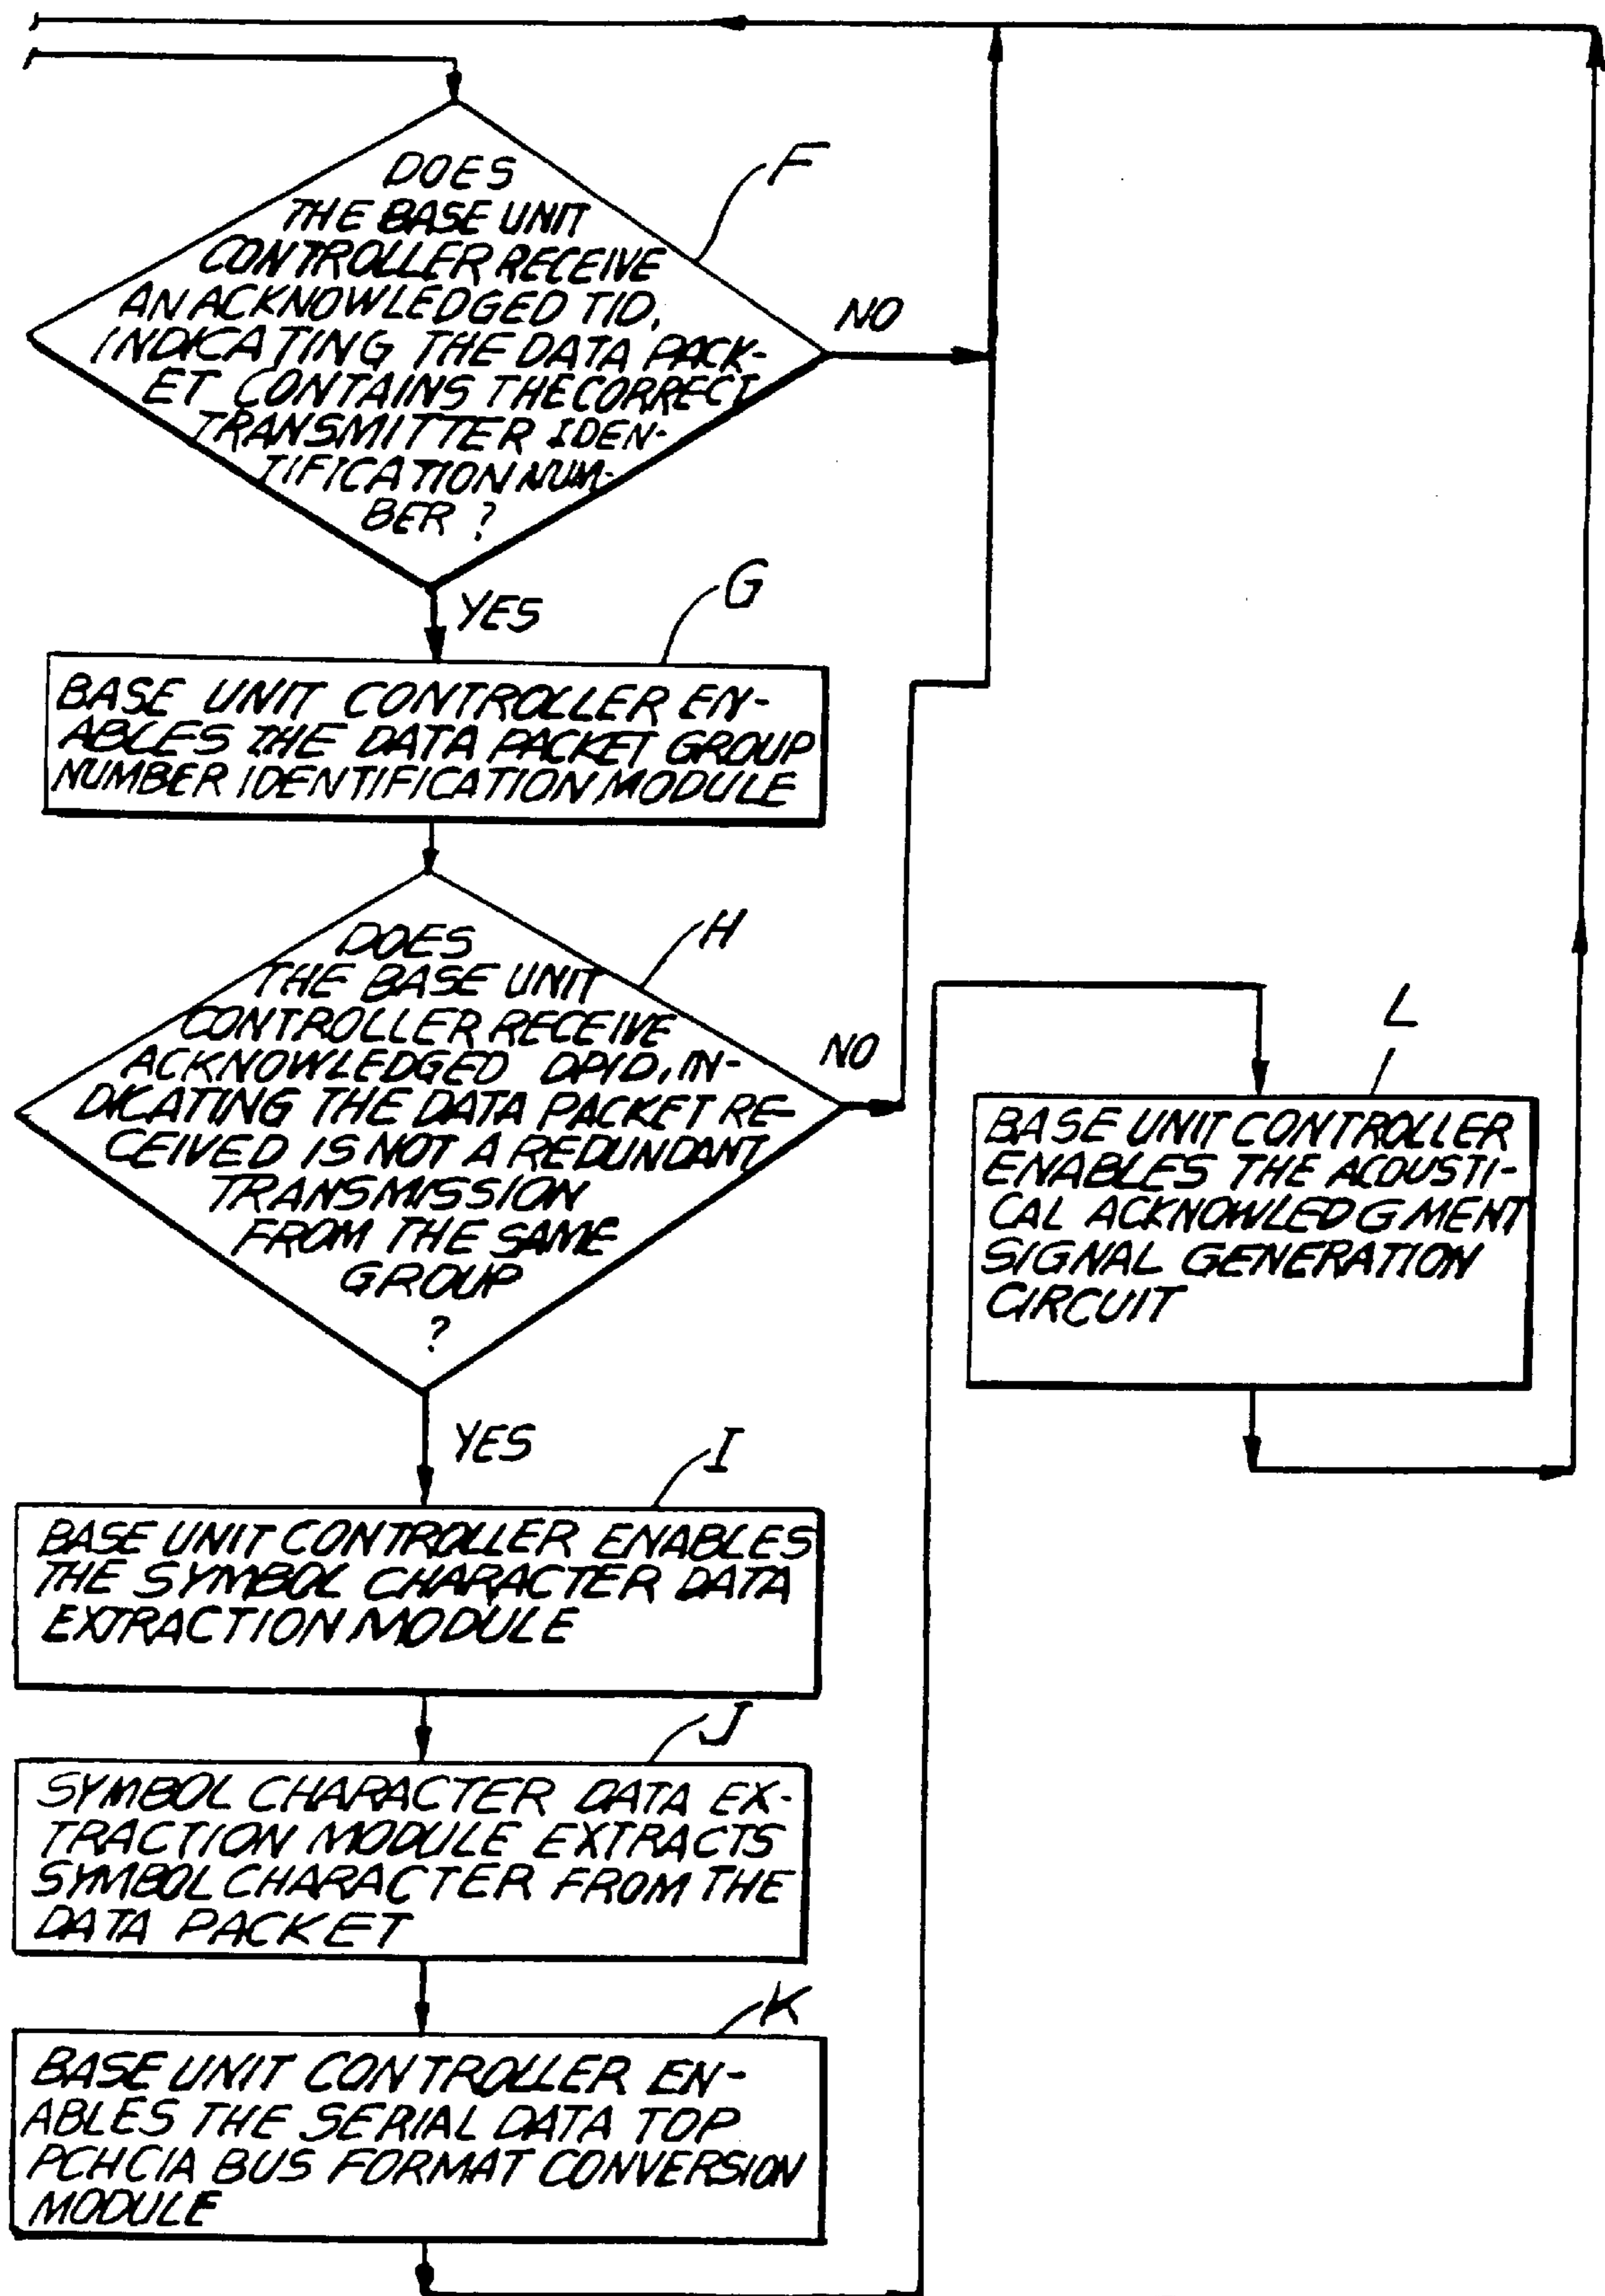 F
DOES
THE BASE UNIT
CONTROLLER RECEIVE
AN ACKNOWLEDGED TID,
INDICATING THE DATA PACK-
ET CONTAINS THE CORRECT
TRANSMITTER IDEN-
TIFICATION NUM-
BER ?
NO
YES
G
BASE UNIT CONTROLLER EN-
ABLES THE DATA PACKET GROUP
NUMBER IDENTIFICATION MODULE
H
DOES
THE BASE UNIT
CONTROLLER RECEIVE
ACKNOWLEDGED DPID, IN-
DICATING THE DATA PACKET RE-
CEIVED IS NOT A REDUNDANT
TRANSMISSION
FROM THE SAME
GROUP
?
NO
YES
I
BASE UNIT CONTROLLER ENABLES
THE SYMBOL CHARACTER DATA
EXTRACTION MODULE
J
SYMBOL CHARACTER DATA EX-
TRACTION MODULE EXTRACTS
SYMBOL CHARACTER FROM THE
DATA PACKET
K
BASE UNIT CONTROLLER EN-
ABLES THE SERIAL DATA TOP
PCHCIA BUS FORMAT CONVERSION
MODULE
L
BASE UNIT CONTROLLER
ENABLES THE ACOUSTI-
CAL ACKNOWLEDGMENT
SIGNAL GENERATION
CIRCUIT